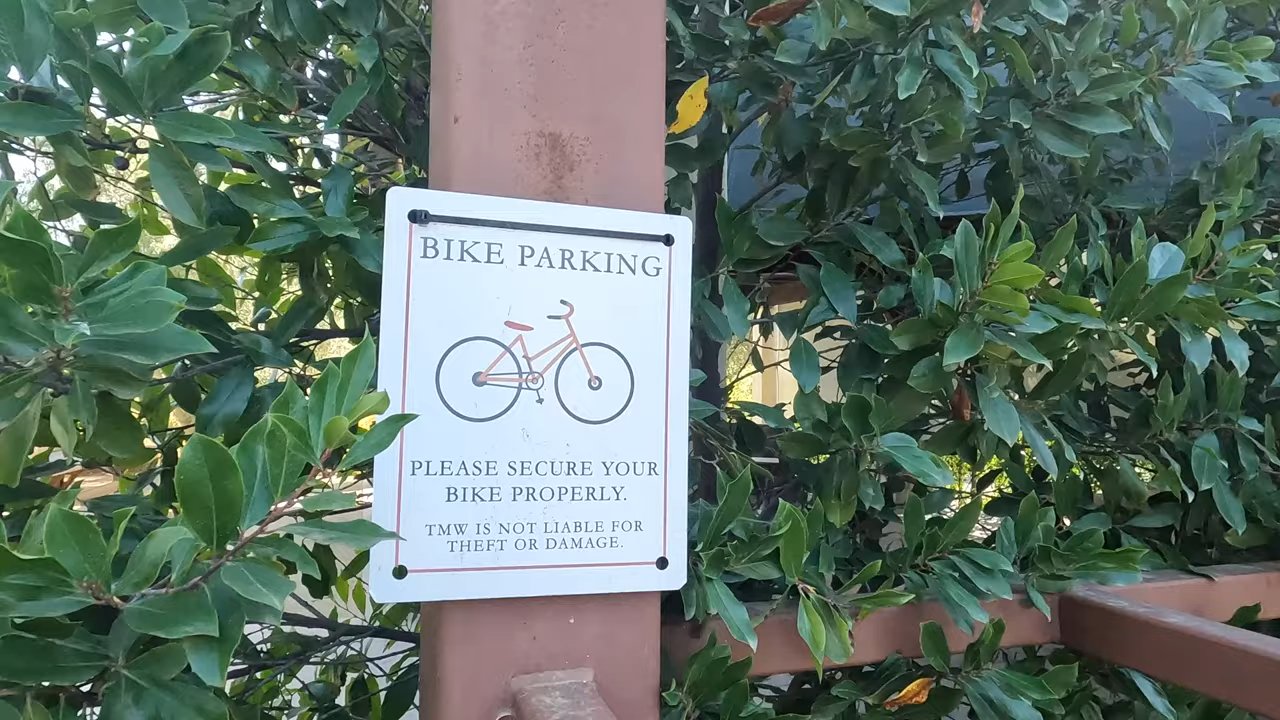 BIKE PARKING
PLEASE SECURE YOUR
BIKE PROPERLY.
TMW IS NOT LIABLE FOR
THEFT OR DAMAGE.